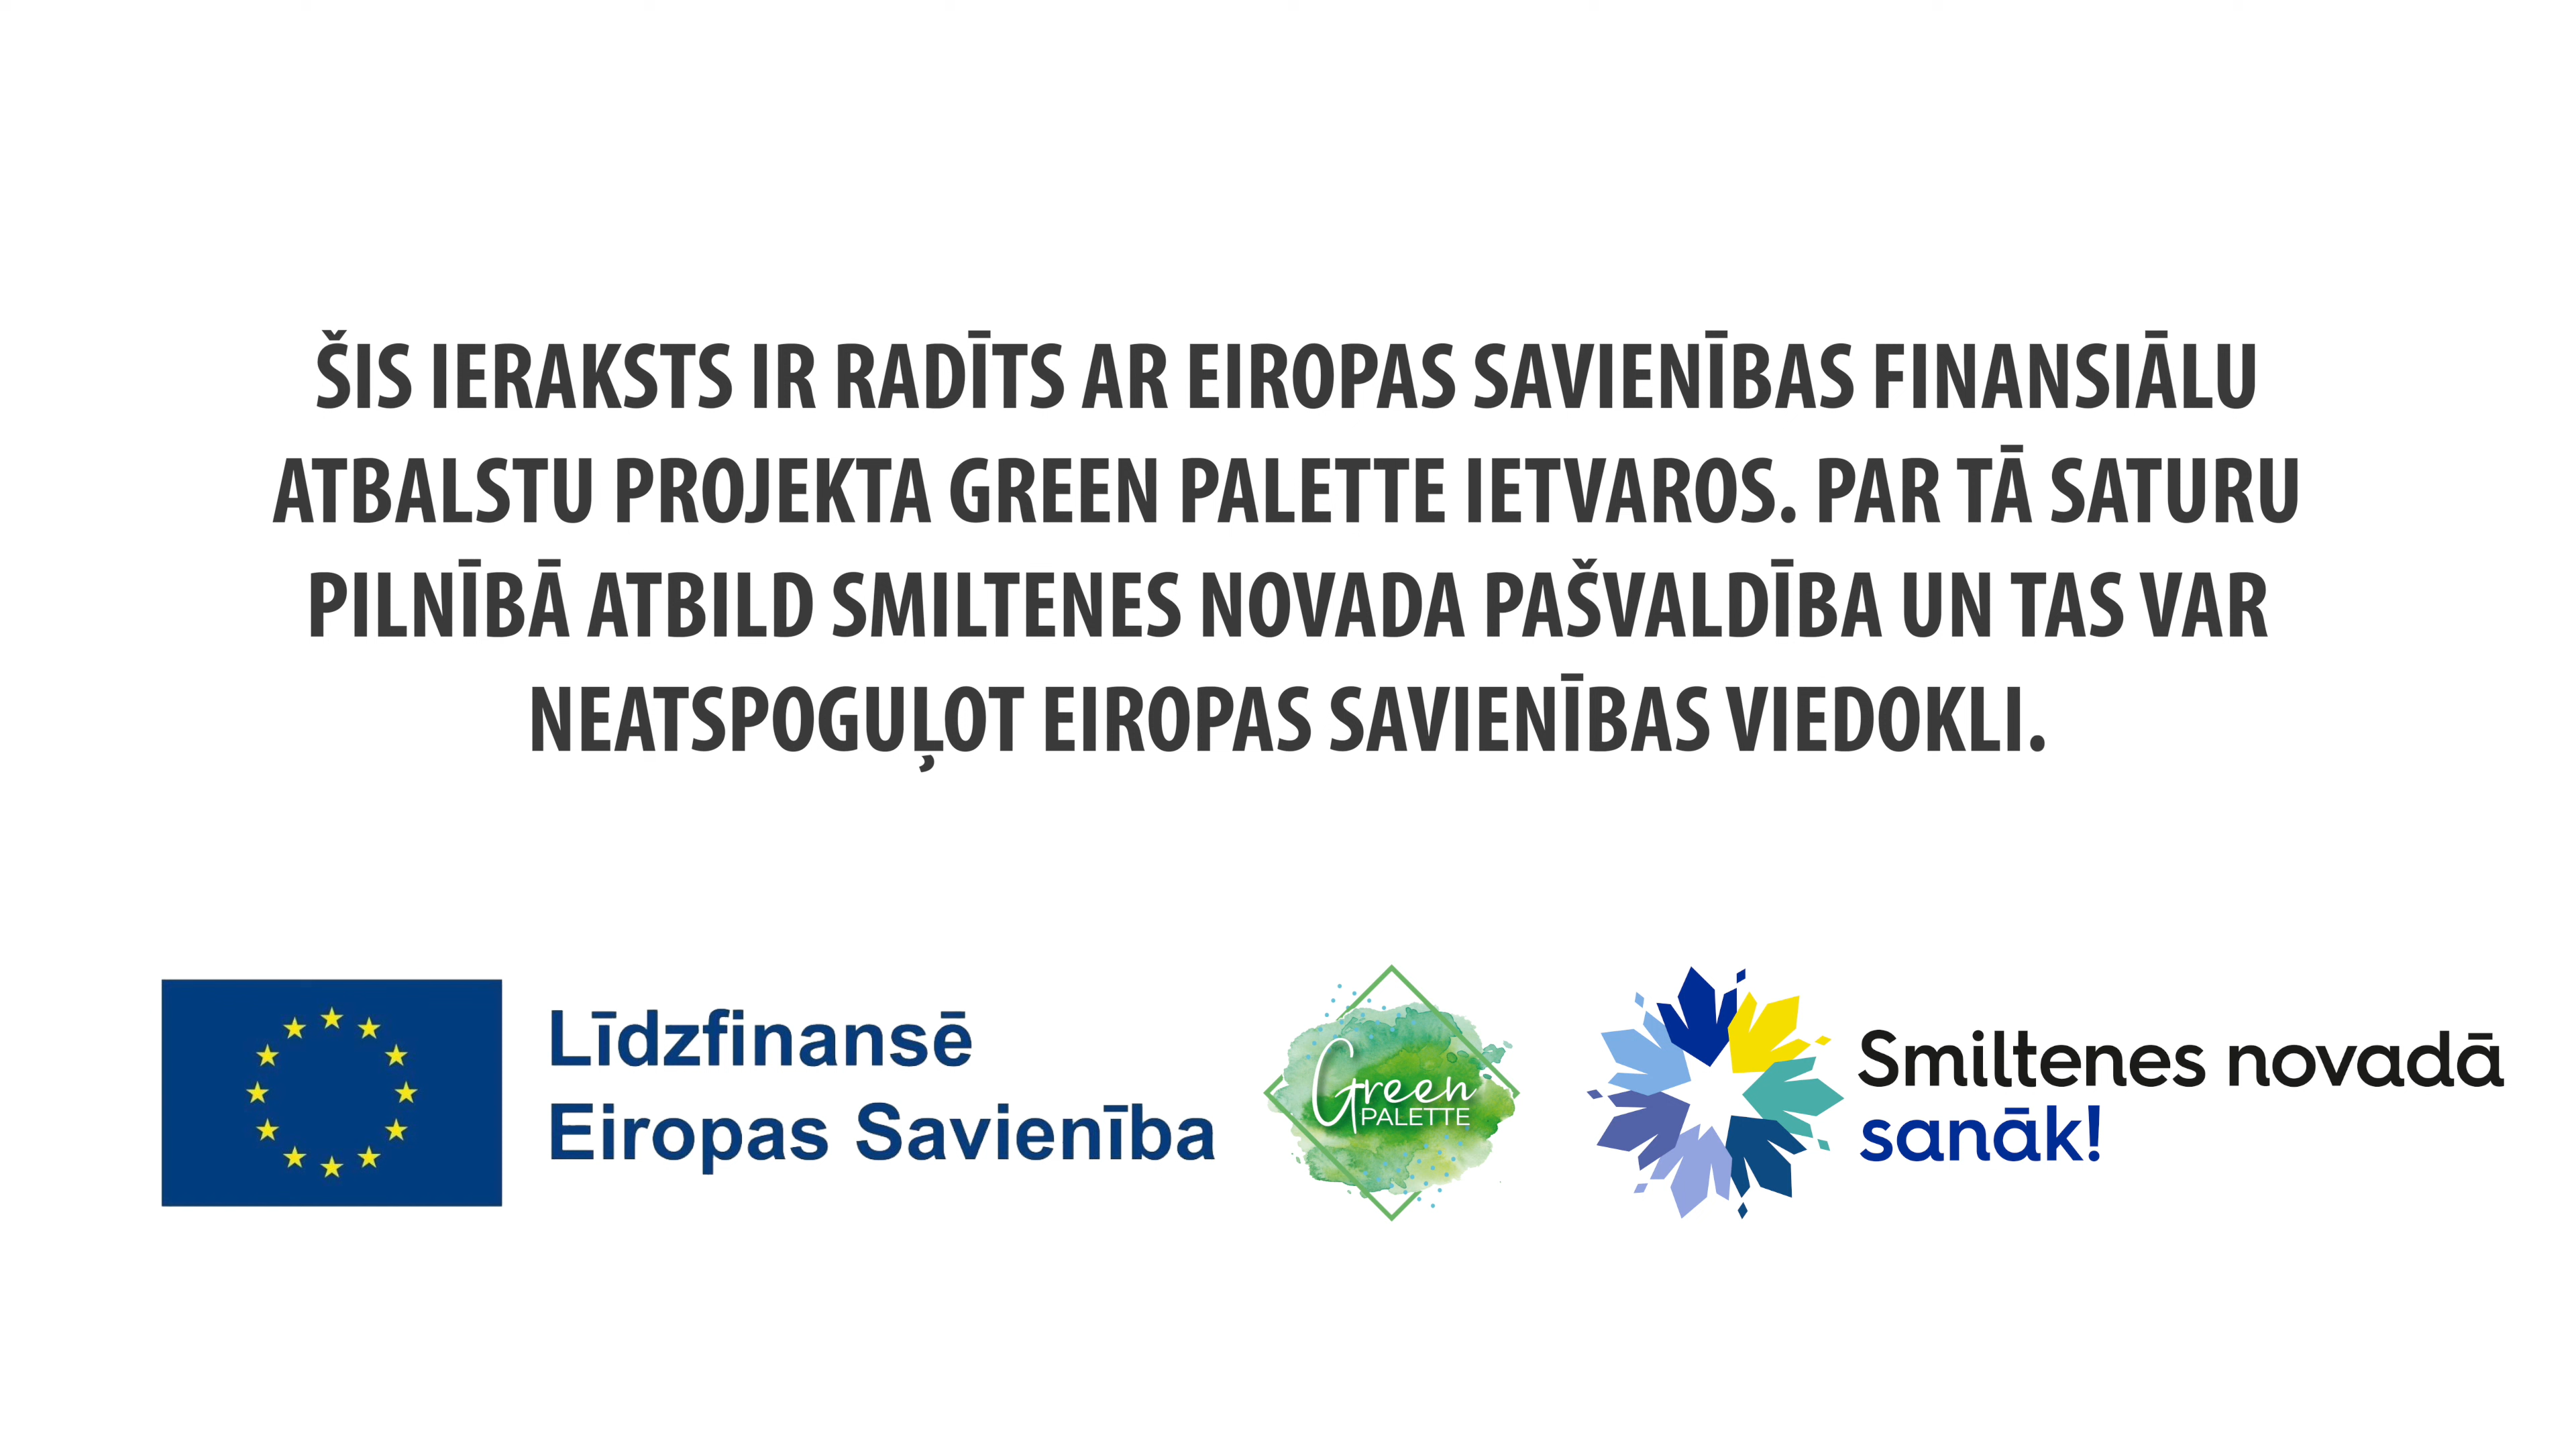 ŠIS IERAKSTS IR RADĪTS AR EIROPAS SAVIENĪBAS FINANSIĀLU
ATBALSTU PROJEKTA GREEN PALETTE IETVAROS. PAR TĀ SATURU
PILNĪBĀ ATBILD SMILTENES NOVADA PAŠVALDĪBA UN TAS VAR
NEATSPOGUĻOT EIROPAS SAVIENĪBAS VIEDOKLI.
Līdzfinansē
Eiropas Savienība
Green
PALETTE
Smiltenes novadā
sanāk!